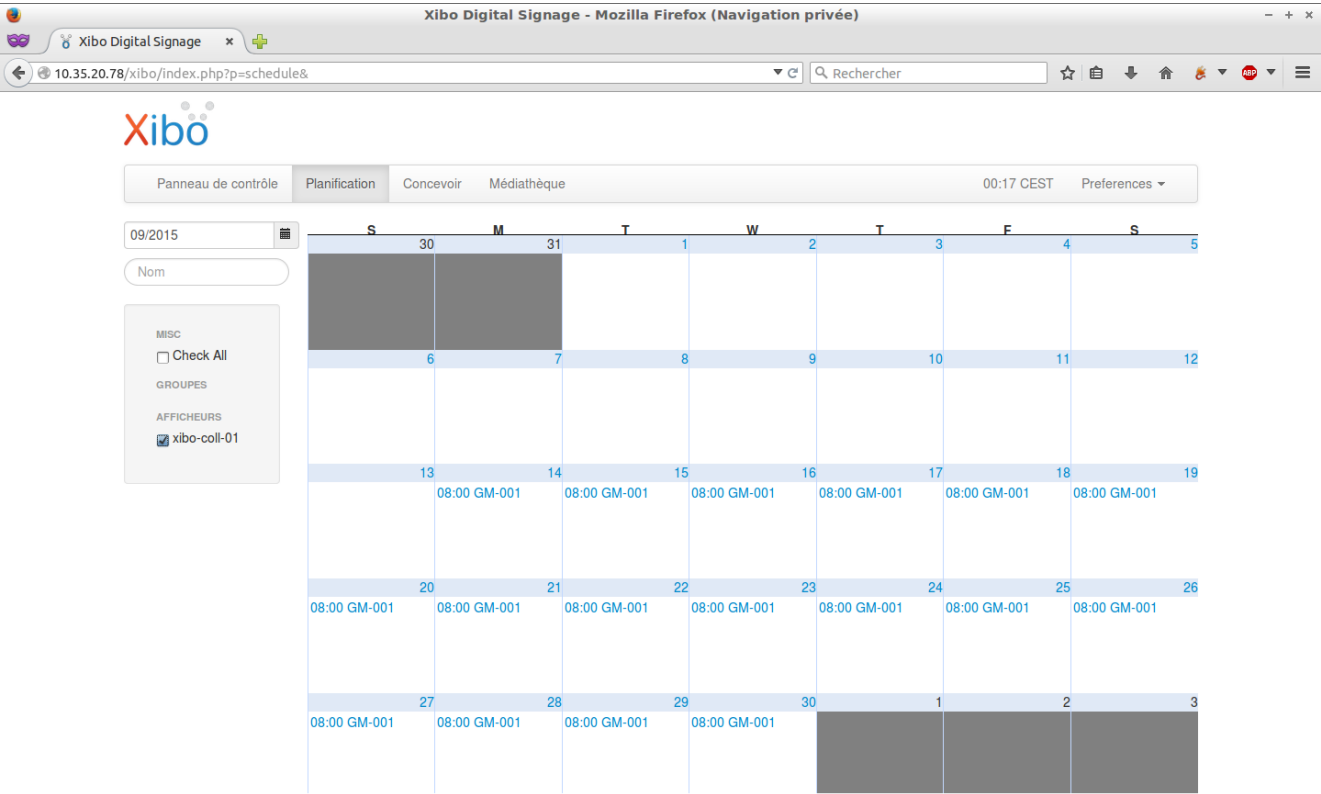 Xibo Digital Signage - Mozilla Firefox (Navigation privée)
Xibo Digital Signage
10.35.20.78/xibo/index.php?p=schedule&
Rechercher
ABP
Xibo
Panneau de contrôle Planification Concevoir Médiathèque 00:17 CEST Preferences
09/2015
Nom
MISC
Check All
GROUPES
AFFICHEURS
xibo-coll-01
S M T W T F S
30 31 1 2 3 4 5
6 7 8 9 10 11 12
13 14 15 16 17 18 19
08:00 GM-001 08:00 GM-001 08:00 GM-001 08:00 GM-001 08:00 GM-001 08:00 GM-001
20 21 22 23 24 25 26
08:00 GM-001 08:00 GM-001 08:00 GM-001 08:00 GM-001 08:00 GM-001 08:00 GM-001 08:00 GM-001
27 28 29 30 1 2 3
08:00 GM-001 08:00 GM-001 08:00 GM-001 08:00 GM-001